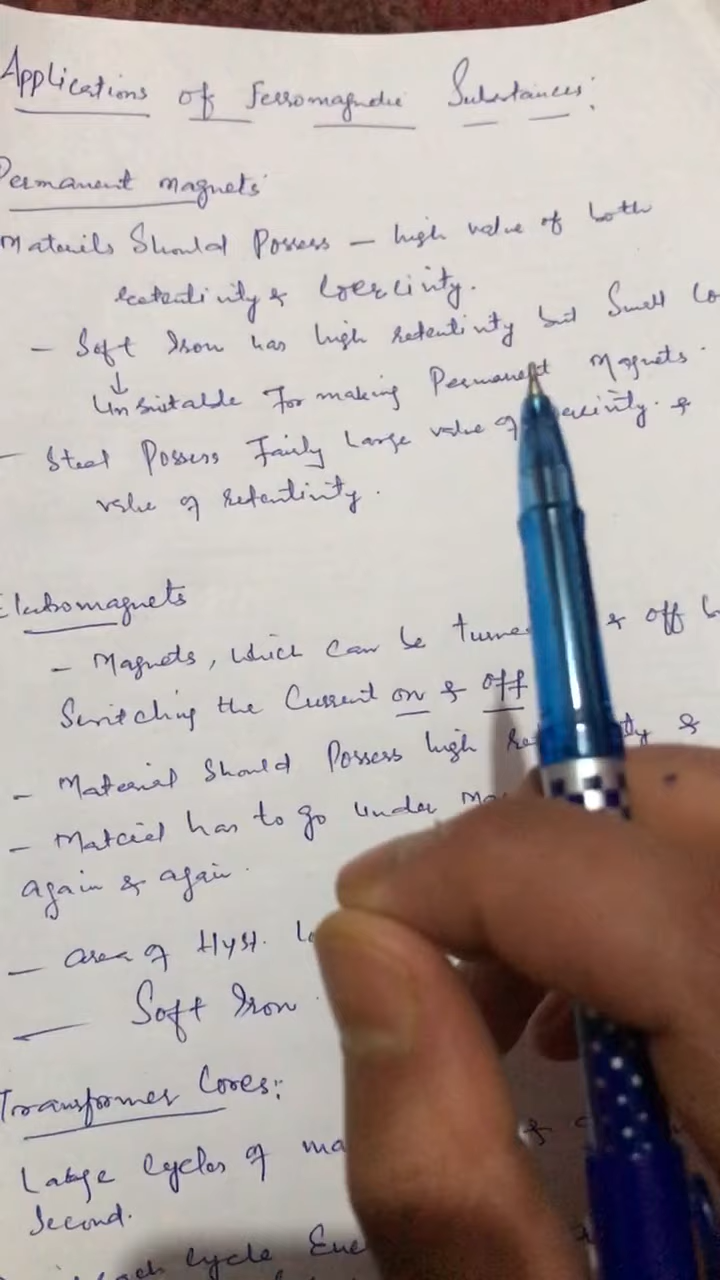 Applications of Ferromagnetic Substances:
Permanent magnets
Materials Should Possess - high value of both
retentivity & Coercivity.
- Soft Iron has high retentivity but Small
↓
Unsuitable For making Permanent Magnets.
- Steel Possess Fairly Large value of &
value of retentivity.
Electromagnets
- Magnets, which can be & off
Switching the Current on & off
- Material Should Possess high &
- Material has to go under
again & again.
- area of Hyst.
- Soft Iron
Transformer Cores:
Large Cycles of
Second.
each cycle